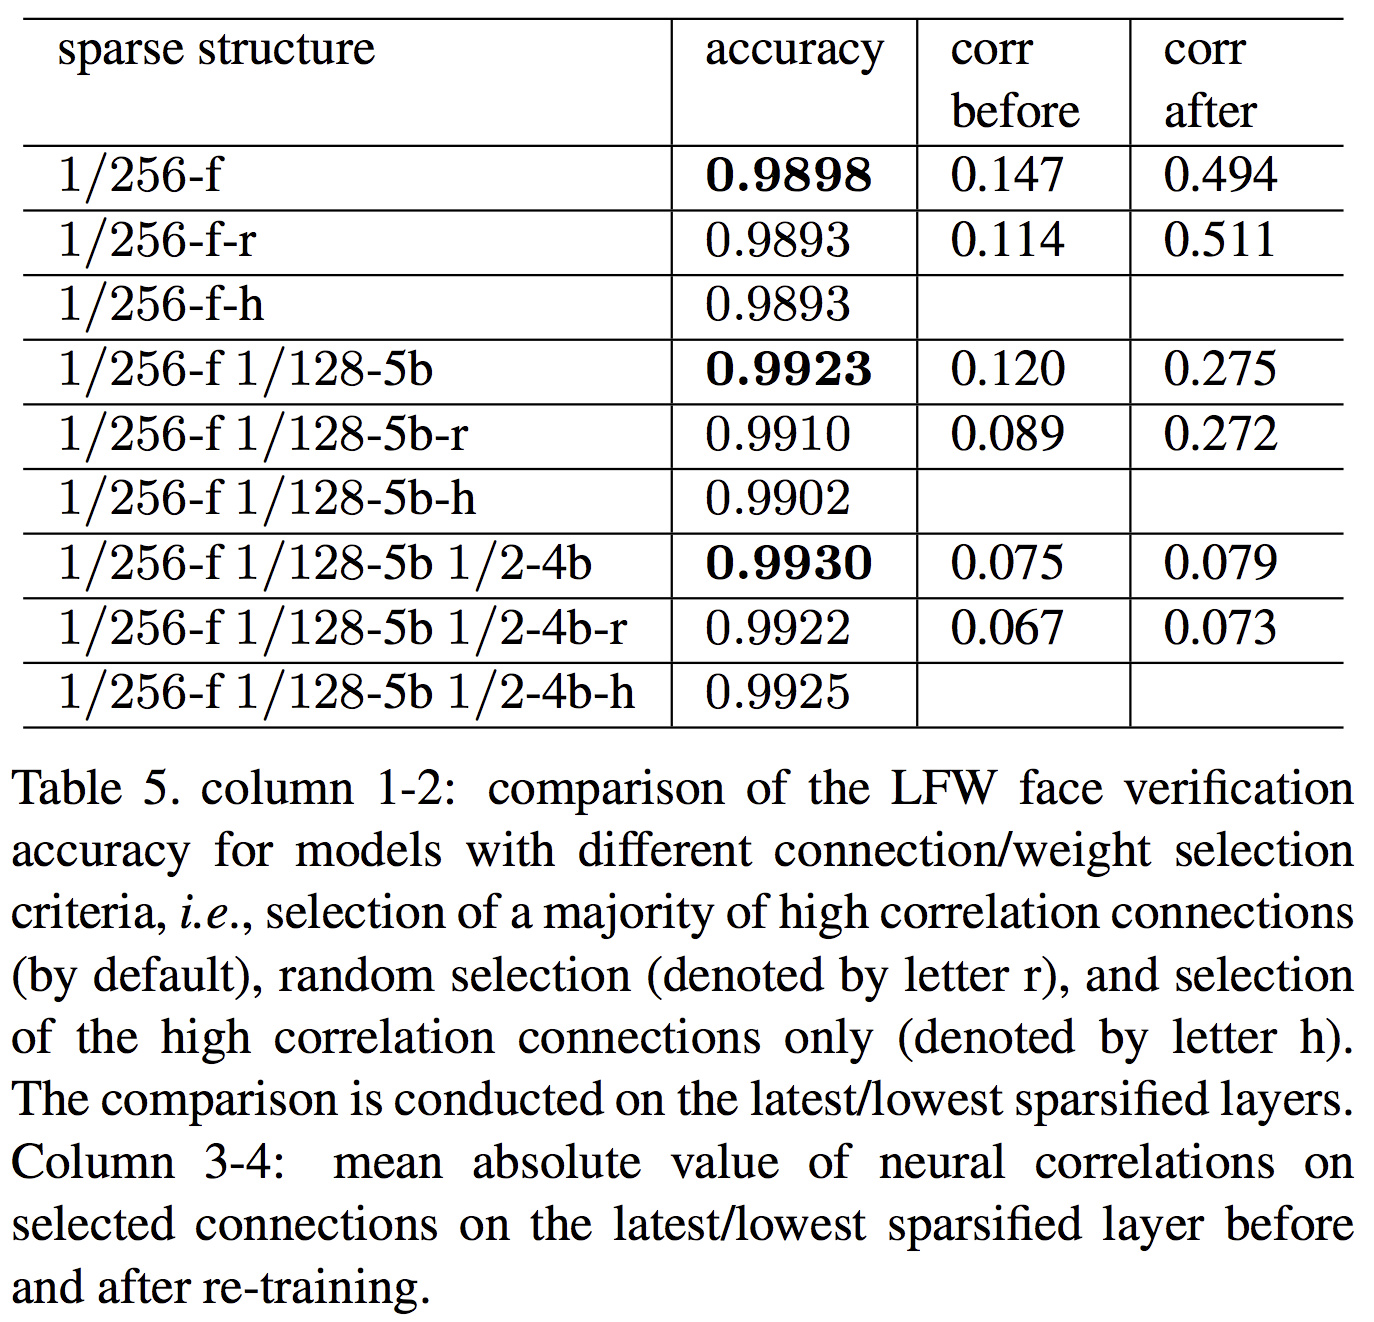 sparse structure accuracy corr before corr after
1/256-f 0.9898 0.147 0.494
1/256-f-r 0.9893 0.114 0.511
1/256-f-h 0.9893
1/256-f 1/128-5b 0.9923 0.120 0.275
1/256-f 1/128-5b-r 0.9910 0.089 0.272
1/256-f 1/128-5b-h 0.9902
1/256-f 1/128-5b 1/2-4b 0.9930 0.075 0.079
1/256-f 1/128-5b 1/2-4b-r 0.9922 0.067 0.073
1/256-f 1/128-5b 1/2-4b-h 0.9925
Table 5. column 1-2: comparison of the LFW face verification
accuracy for models with different connection/weight selection
criteria, i.e., selection of a majority of high correlation connections
(by default), random selection (denoted by letter r), and selection
of the high correlation connections only (denoted by letter h).
The comparison is conducted on the latest/lowest sparsified layers.
Column 3-4: mean absolute value of neural correlations on
selected connections on the latest/lowest sparsified layer before
and after re-training.